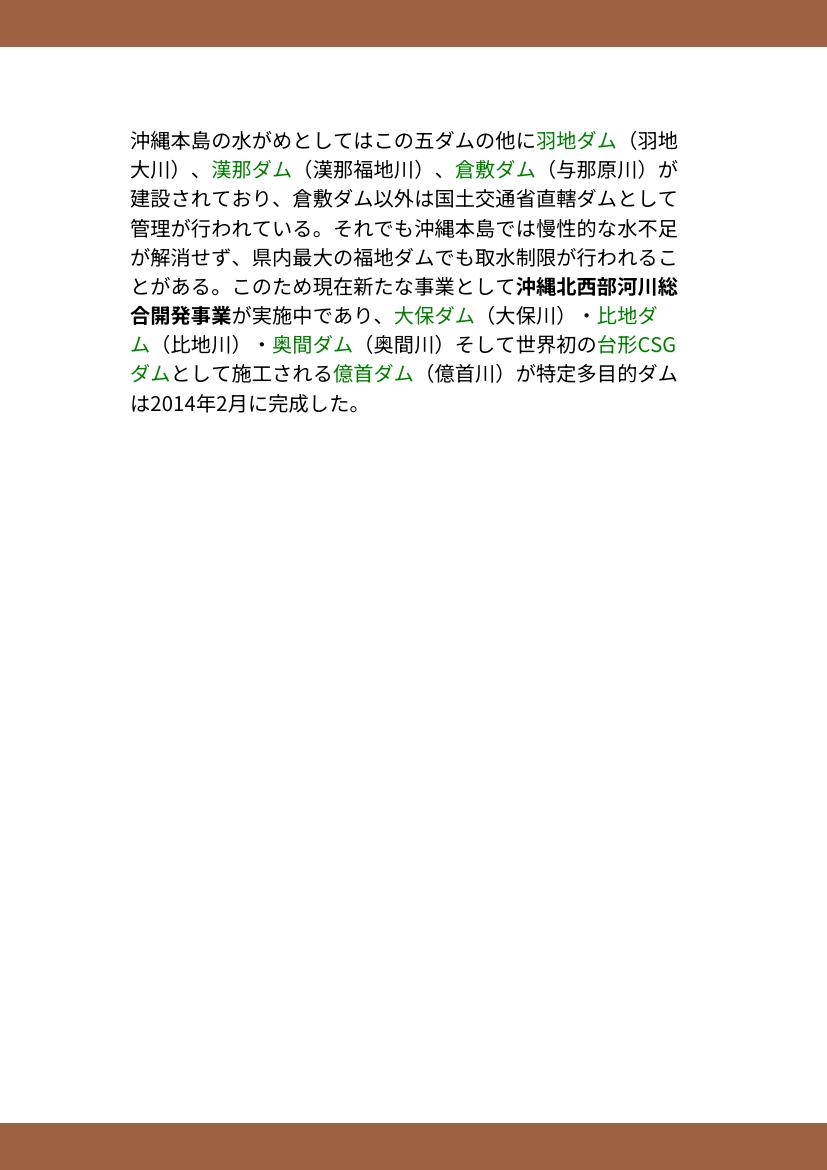 沖縄本島の水がめとしてはこの五ダムの他に羽地ダム（羽地
大川）、漢那ダム（漢那福地川）、倉敷ダム（与那原川）が
建設されており、倉敷ダム以外は国土交通省直轄ダムとして
管理が行われている。それでも沖縄本島では慢性的な水不足
が解消せず、県内最大の福地ダムでも取水制限が行われるこ
とがある。このため現在新たな事業として沖縄北西部河川総
合開発事業が実施中であり、大保ダム（大保川）・比地ダ
ム（比地川）・奥間ダム（奥間川）そして世界初の台形CSG
ダムとして施工される億首ダム（億首川）が特定多目的ダム
は2014年2月に完成した。